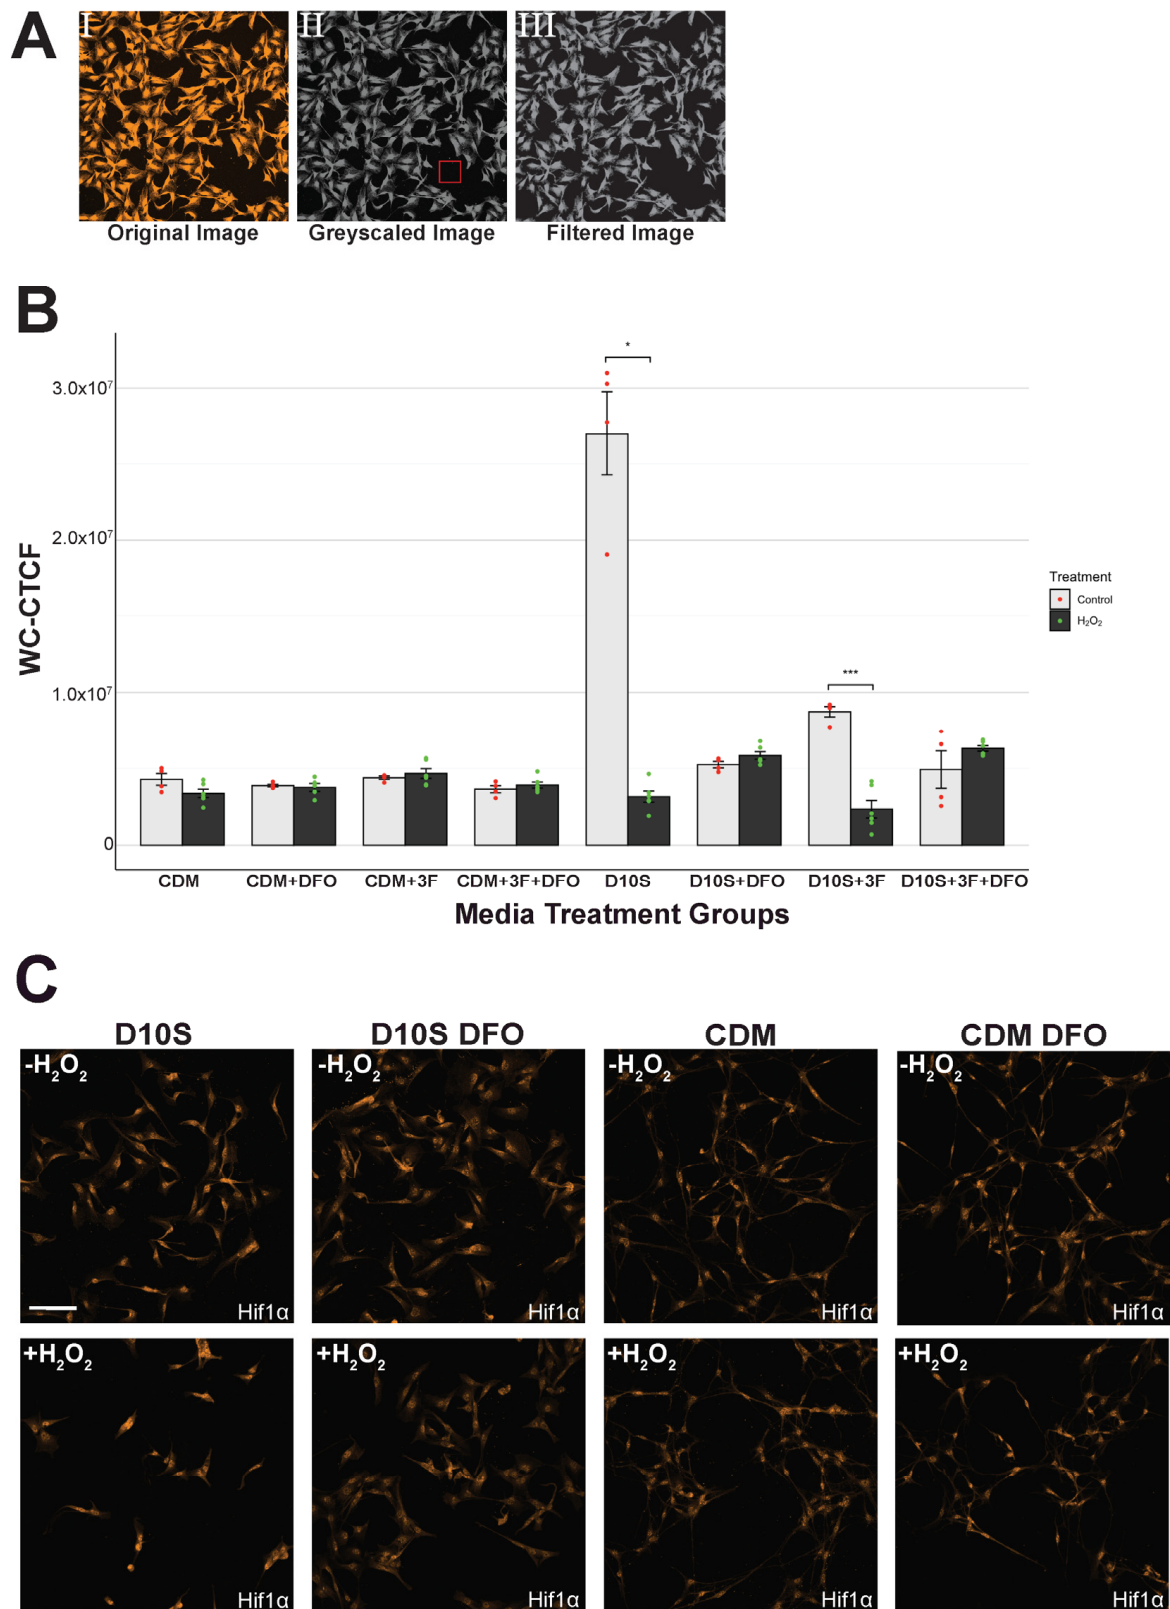 A
I
II
III
Original Image
Greyscaled Image
Filtered Image
B
WC-CTCF
3.0x10⁷
2.0x10⁷
1.0x10⁷
0
*
***
Treatment
Control
H₂O₂
CDM
CDM+DFO
CDM+3F
CDM+3F+DFO
D10S
D10S+DFO
D10S+3F
D10S+3F+DFO
Media Treatment Groups
C
D10S
D10S DFO
CDM
CDM DFO
-H₂O₂
-H₂O₂
-H₂O₂
-H₂O₂
Hif1α
Hif1α
Hif1α
Hif1α
+H₂O₂
+H₂O₂
+H₂O₂
+H₂O₂
Hif1α
Hif1α
Hif1α
Hif1α